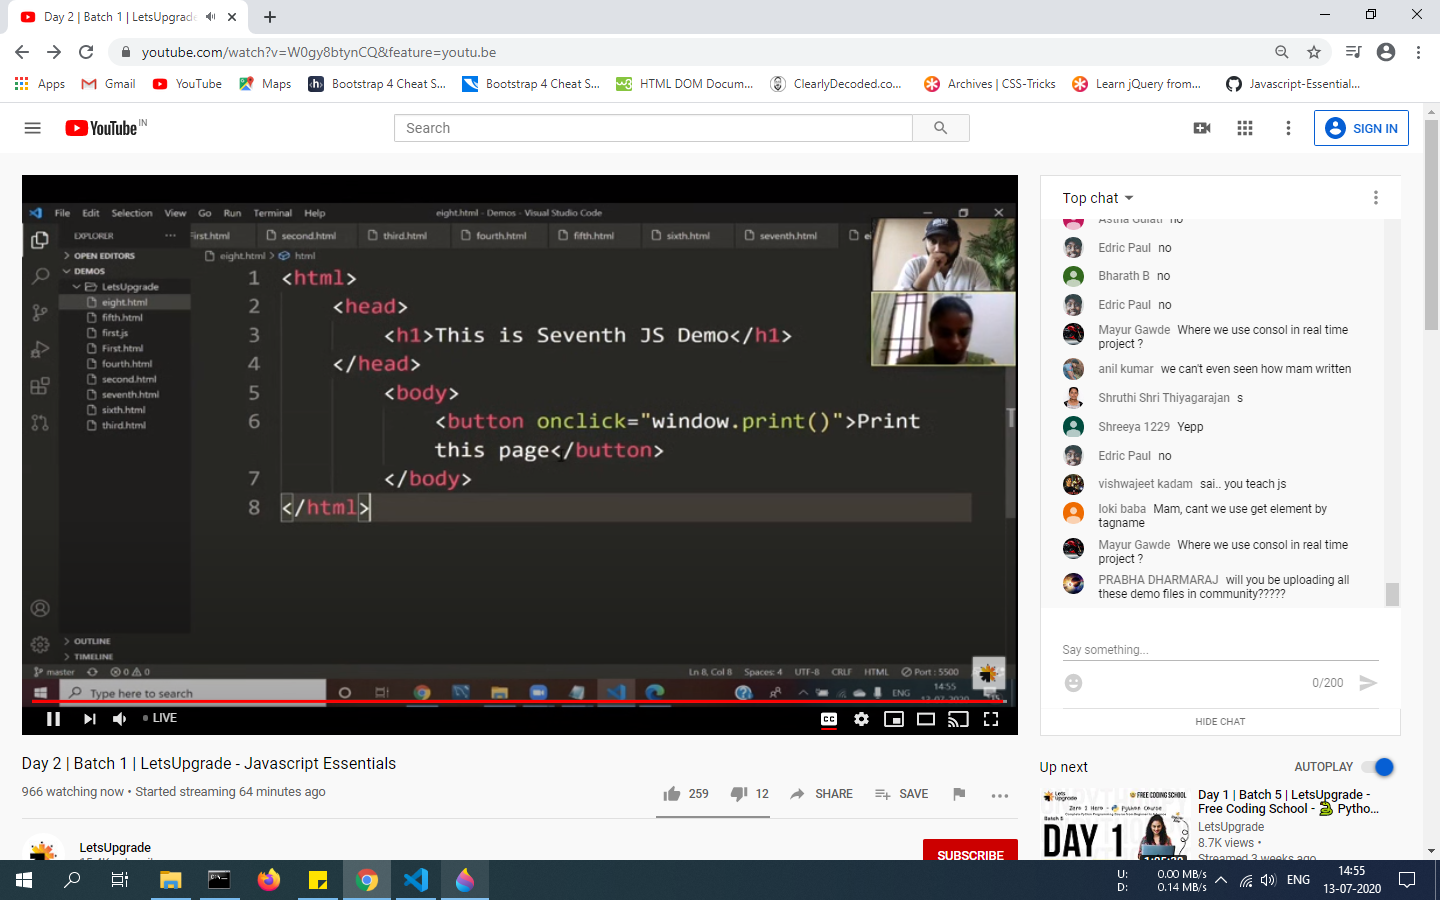 Day 2 | Batch 1 | LetsUpgrade
youtube.com/watch?v=W0gy8btynCQ&feature=youtu.be
Apps
Gmail
YouTube
Maps
Bootstrap 4 Cheat S...
Bootstrap 4 Cheat S...
HTML DOM Docum...
ClearlyDecoded.co...
Archives | CSS-Tricks
Learn jQuery from...
Javascript-Essential...
YouTube IN
Search
SIGN IN
File Edit Selection View Go Run Terminal Help
eight.html - Demos - Visual Studio Code
EXPLORER
First.html
second.html
third.html
fourth.html
fifth.html
sixth.html
seventh.html
OPEN EDITORS
eight.html > html
DEMOS
LetsUpgrade
eight.html
fifth.html
first.js
First.html
fourth.html
second.html
seventh.html
sixth.html
third.html
OUTLINE
TIMELINE
1 <html>
2 <head>
3 <h1>This is Seventh JS Demo</h1>
4 </head>
5 <body>
6 <button onclick="window.print()">Print
this page</button>
7 </body>
8 </html>
master
0 0
Ln 8, Col 8 Spaces: 4 UTF-8 CRLF HTML Port : 5500
Type here to search
ENG
14:55
13-07-2020
LIVE
Top chat
Astha Gulati no
Edric Paul no
Bharath B no
Edric Paul no
Mayur Gawde Where we use consol in real time
project ?
anil kumar we can't even seen how mam written
Shruthi Shri Thiyagarajan s
Shreeya 1229 Yepp
Edric Paul no
vishwajeet kadam sai.. you teach js
loki baba Mam, cant we use get element by
tagname
Mayur Gawde Where we use consol in real time
project ?
PRABHA DHARMARAJ will you be uploading all
these demo files in community?????
Say something...
0/200
HIDE CHAT
Day 2 | Batch 1 | LetsUpgrade - Javascript Essentials
966 watching now • Started streaming 64 minutes ago
259
12
SHARE
SAVE
LetsUpgrade
SUBSCRIBE
Up next
AUTOPLAY
Lets Upgrade
FREE CODING SCHOOL
Zero 2 Hero - Python Course
DAY 1
Day 1 | Batch 5 | LetsUpgrade -
Free Coding School - Pytho...
LetsUpgrade
8.7K views •
Streamed 3 weeks ago
U: 0.00 MB/s
D: 0.14 MB/s
ENG
14:55
13-07-2020